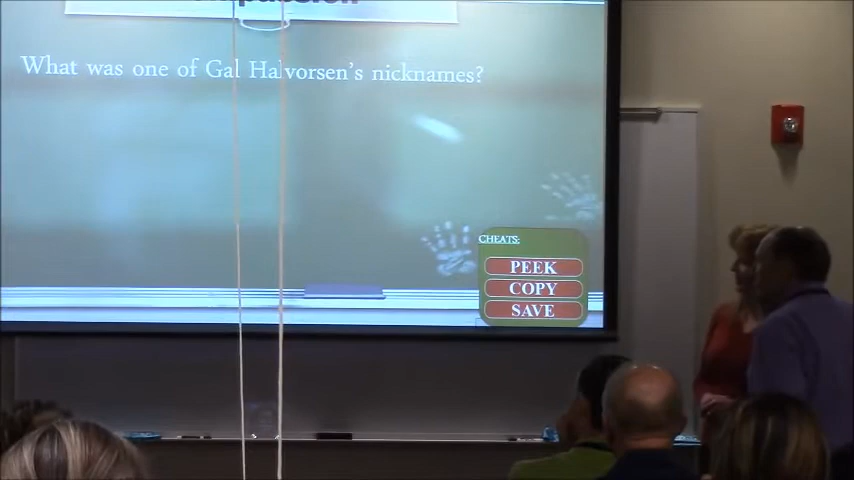 What was one of Gal Halvorsen's nicknames?
CHEATS:
PEEK
COPY
SAVE